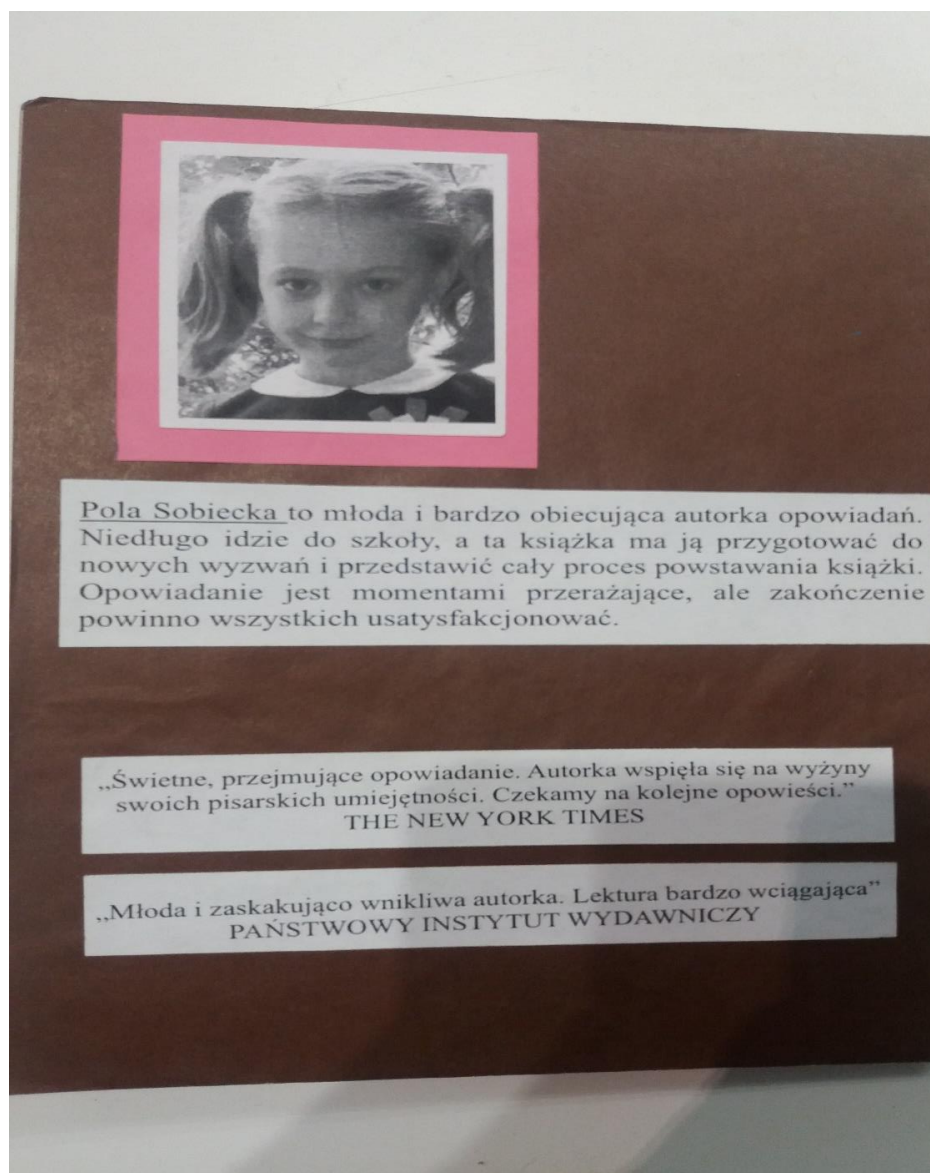 Pola Sobiecka to młoda i bardzo obiecująca autorka opowiadań.
Niedługo idzie do szkoły, a ta książka ma ją przygotować do
nowych wyzwań i przedstawić cały proces powstawania książki.
Opowiadanie jest momentami przerażające, ale zakończenie
powinno wszystkich usatysfakcjonować.
„Świetne, przejmujące opowiadanie. Autorka wspięła się na wyżyny
swoich pisarskich umiejętności. Czekamy na kolejne opowieści.”
THE NEW YORK TIMES
„Młoda i zaskakująco wnikliwa autorka. Lektura bardzo wciągająca”
PAŃSTWOWY INSTYTUT WYDAWNICZY